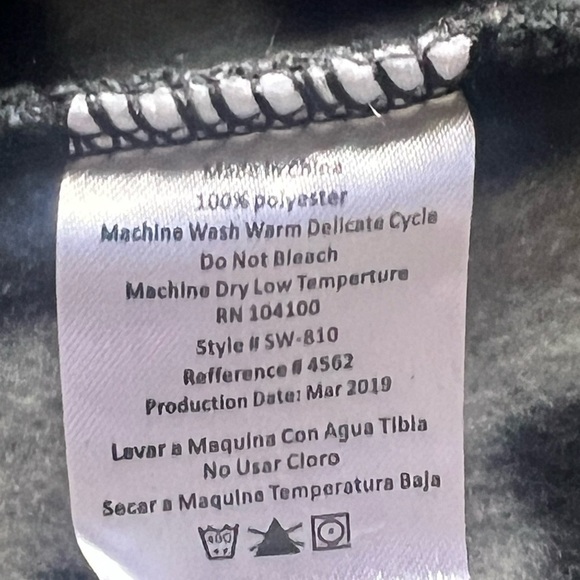 Made In China
100% polyester
Machine Wash Warm Delicate Cycle
Do Not Bleach
Machine Dry Low Temperture
RN 104100
Style # SW-810
Refference # 4562
Production Date: Mar 2019
Lavar a Maquina Con Agua Tibia
No Usar Cloro
Secar a Maquina Temperatura Baja